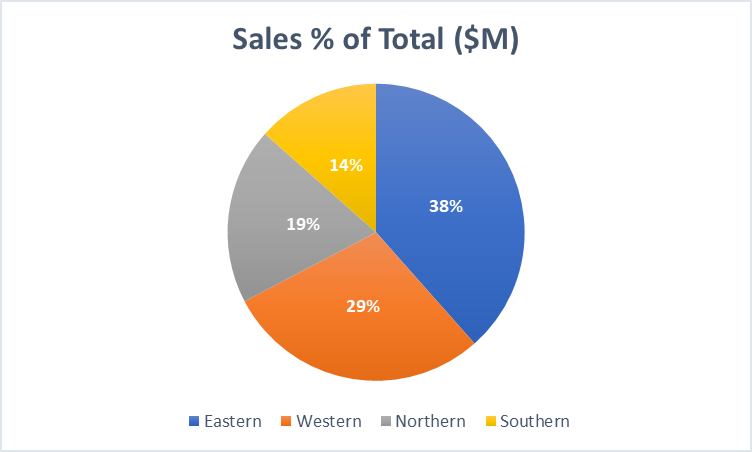 Sales % of Total ($M)
14%
38%
19%
29%
Eastern Western Northern Southern